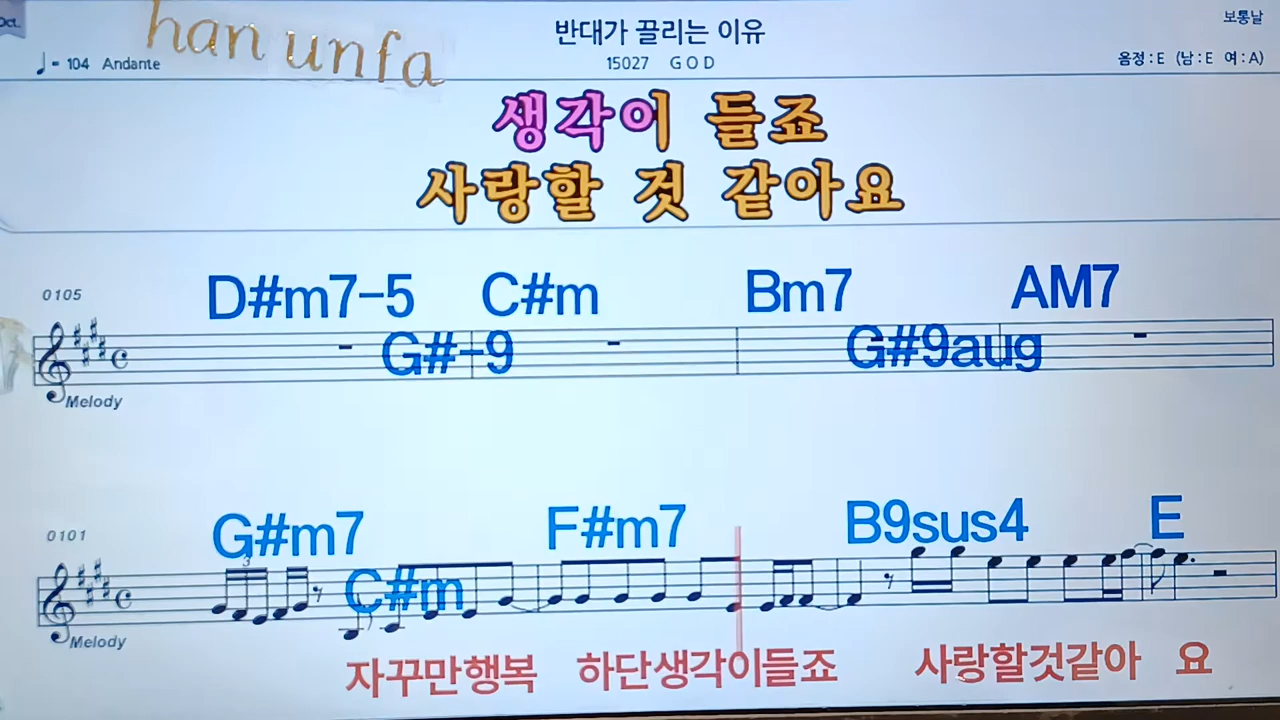 Oct.
han unfa
반대가 끌리는 이유
보통날
♩= 104 Andante
15027 GOD
음정:E (남:E 여:A)
생각이 들죠
사랑할 것 같아요
0105
D#m7-5 C#m Bm7 AM7
G#-9 G#9aug
Melody
0101
G#m7 F#m7 B9sus4 E
3
C#m
Melody
자꾸만행복 하단생각이들죠 사랑할것같아 요